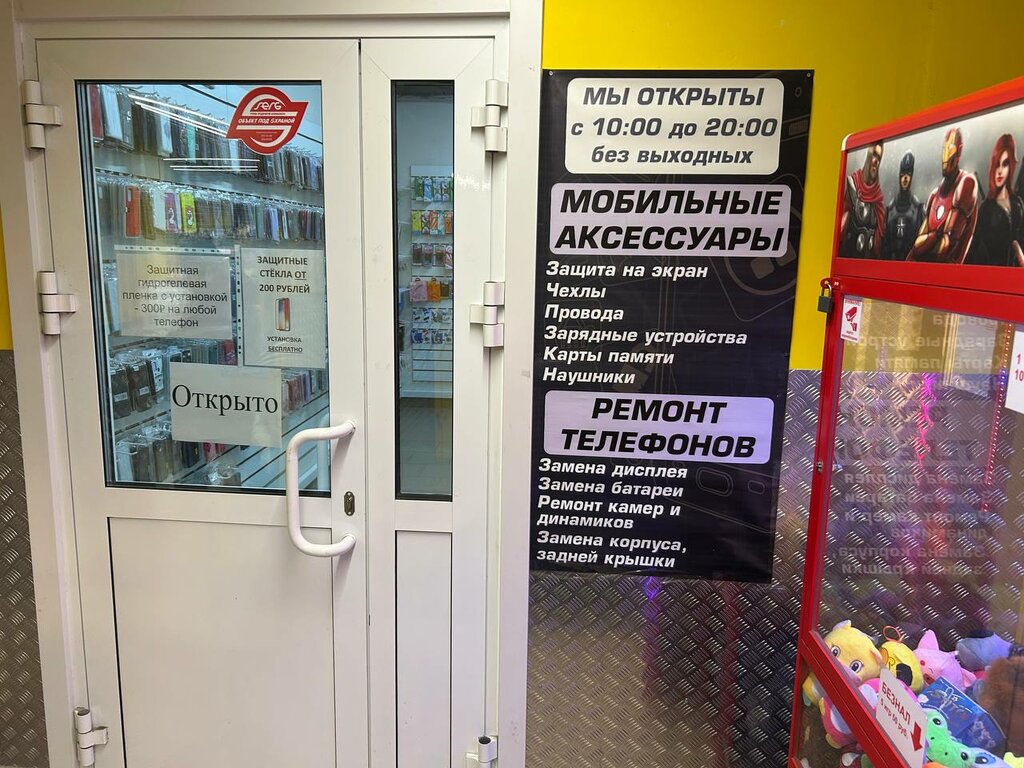 ОБЪЕКТ ПОД ОХРАНОЙ
Защитная
гидрогелевая
пленка с установкой
- 300₽ на любой
телефон
ЗАЩИТНЫЕ
СТЁКЛА ОТ
200 РУБЛЕЙ
УСТАНОВКА
БЕСПЛАТНО
Открыто
МЫ ОТКРЫТЫ
с 10:00 до 20:00
без выходных
МОБИЛЬНЫЕ
АКСЕССУАРЫ
Защита на экран
Чехлы
Провода
Зарядные устройства
Карты памяти
Наушники
РЕМОНТ
ТЕЛЕФОНОВ
Замена дисплея
Замена батареи
Ремонт камер и
динамиков
Замена корпуса,
задней крышки
БЕЗНАЛ